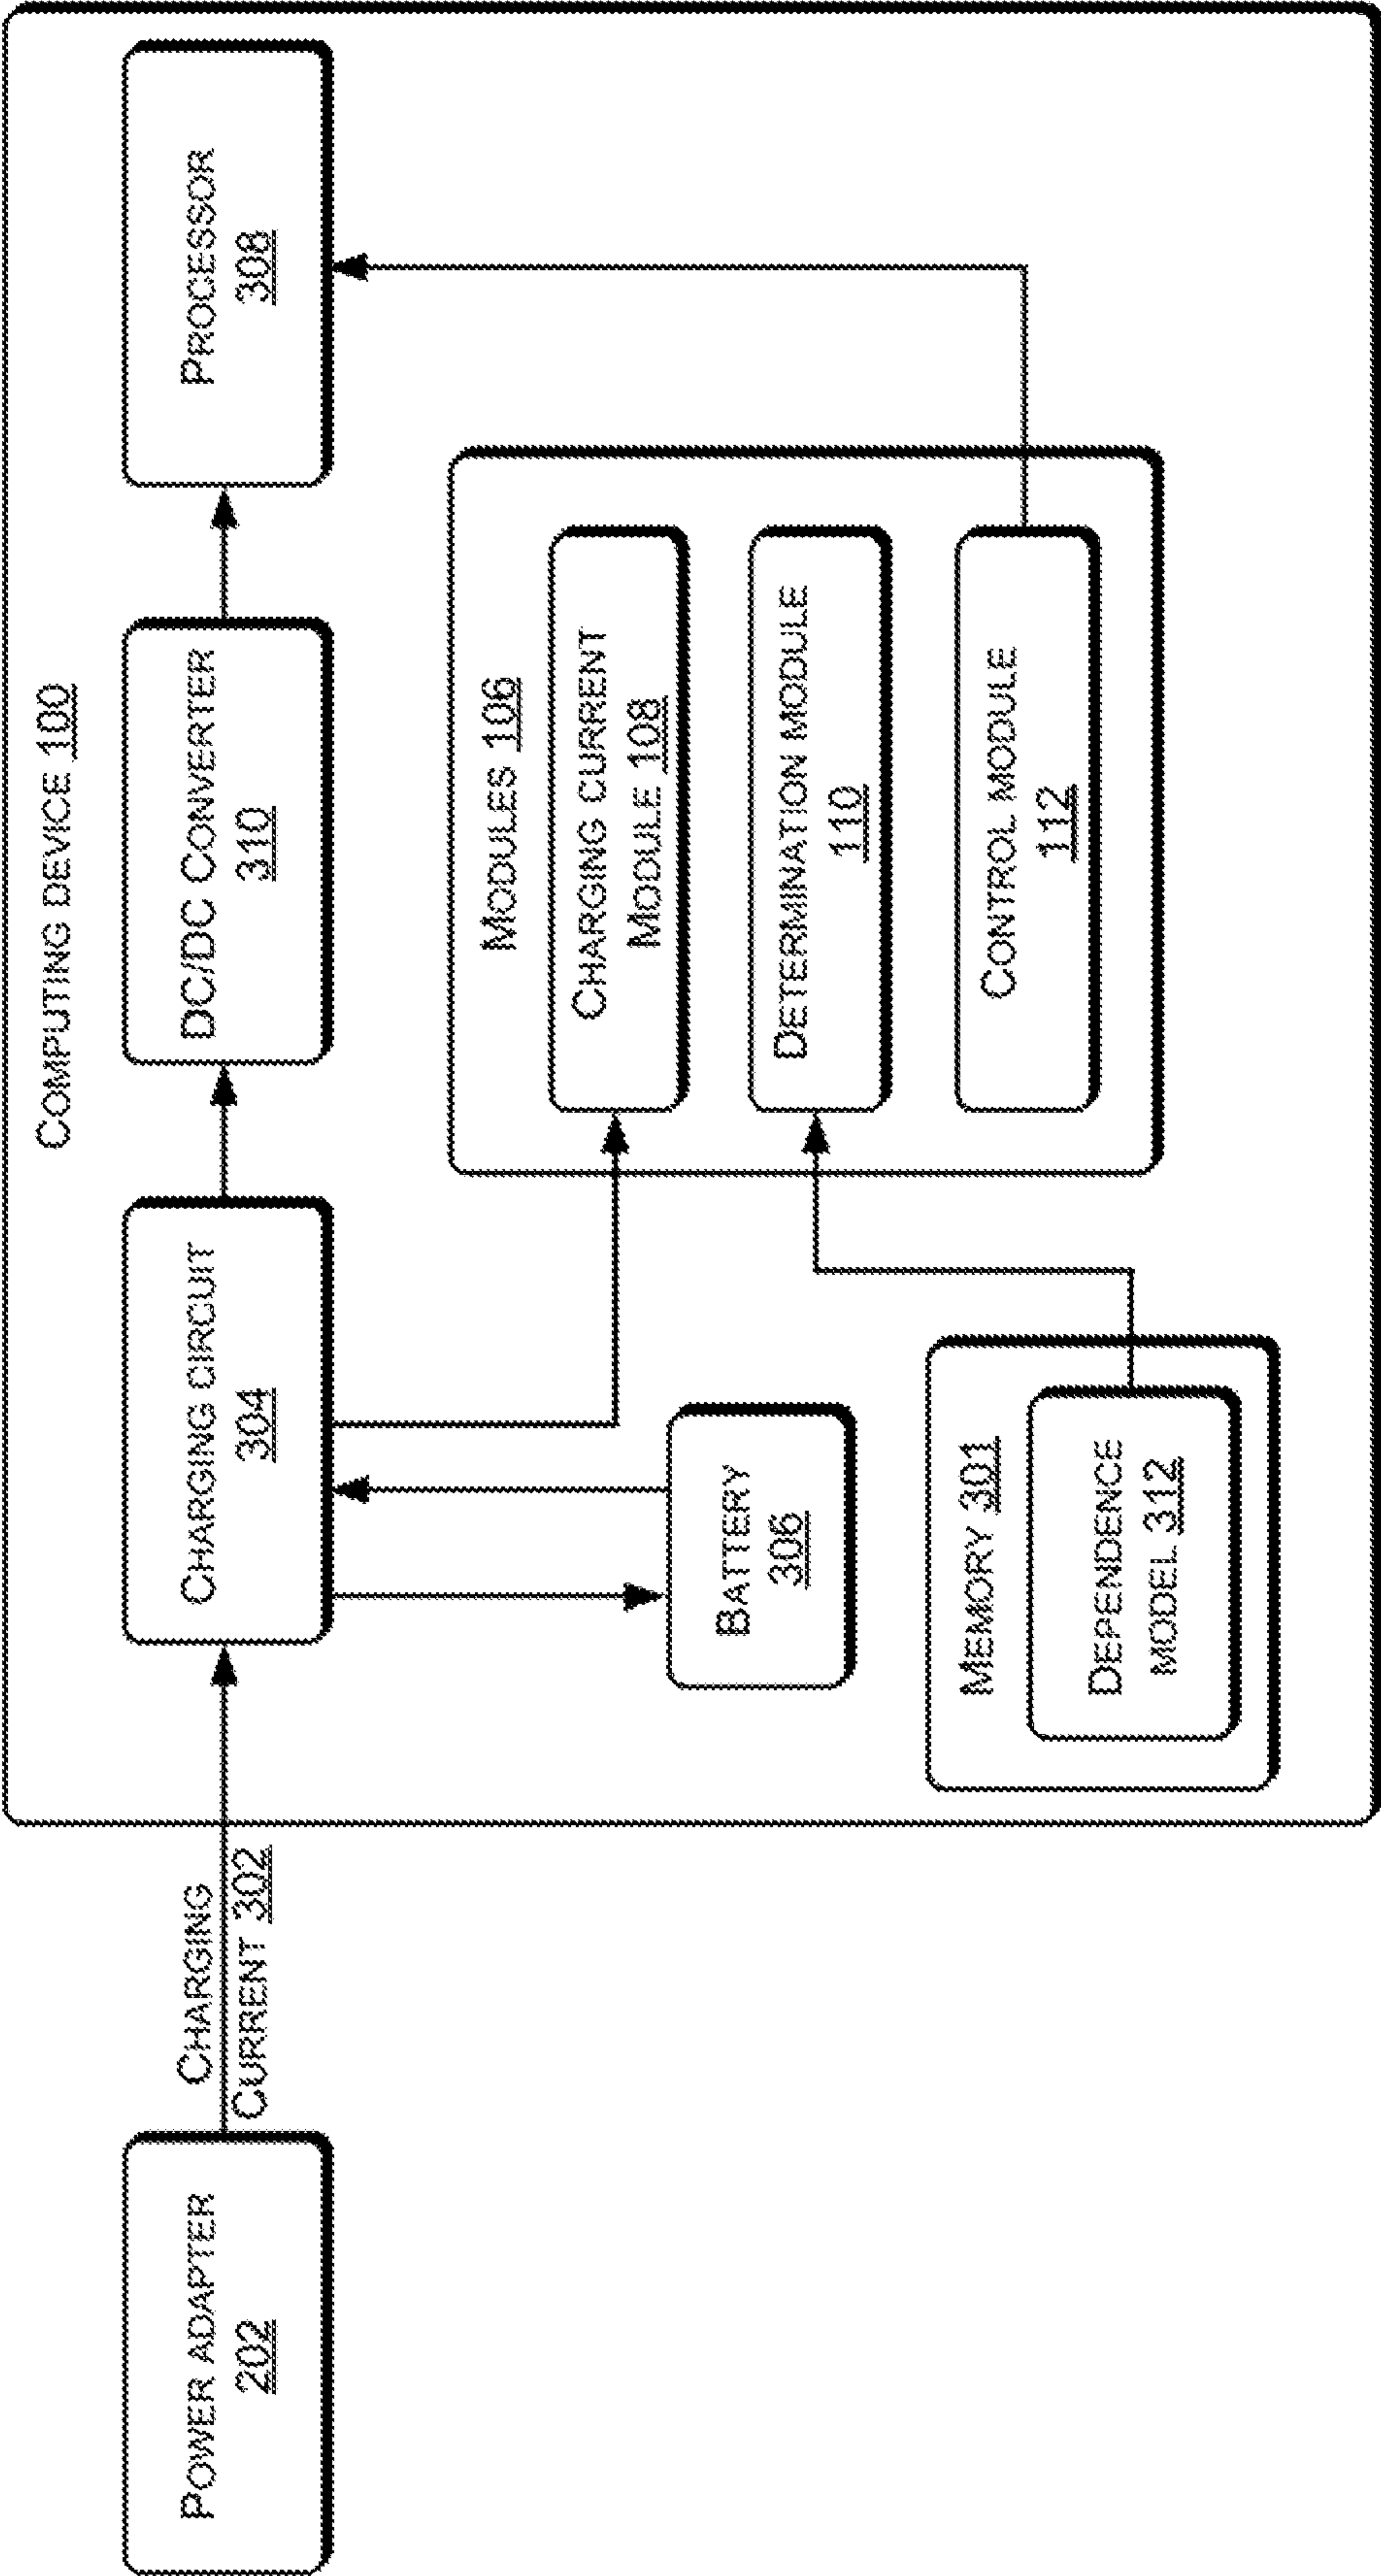 COMPUTING DEVICE 100
POWER ADAPTER
202
CHARGING
CURRENT 302
CHARGING CIRCUIT
304
DC/DC CONVERTER
310
PROCESSOR
308
BATTERY
306
MODULES 106
CHARGING CURRENT
MODULE 108
DETERMINATION MODULE
110
CONTROL MODULE
112
MEMORY 301
DEPENDENCE
MODEL 312